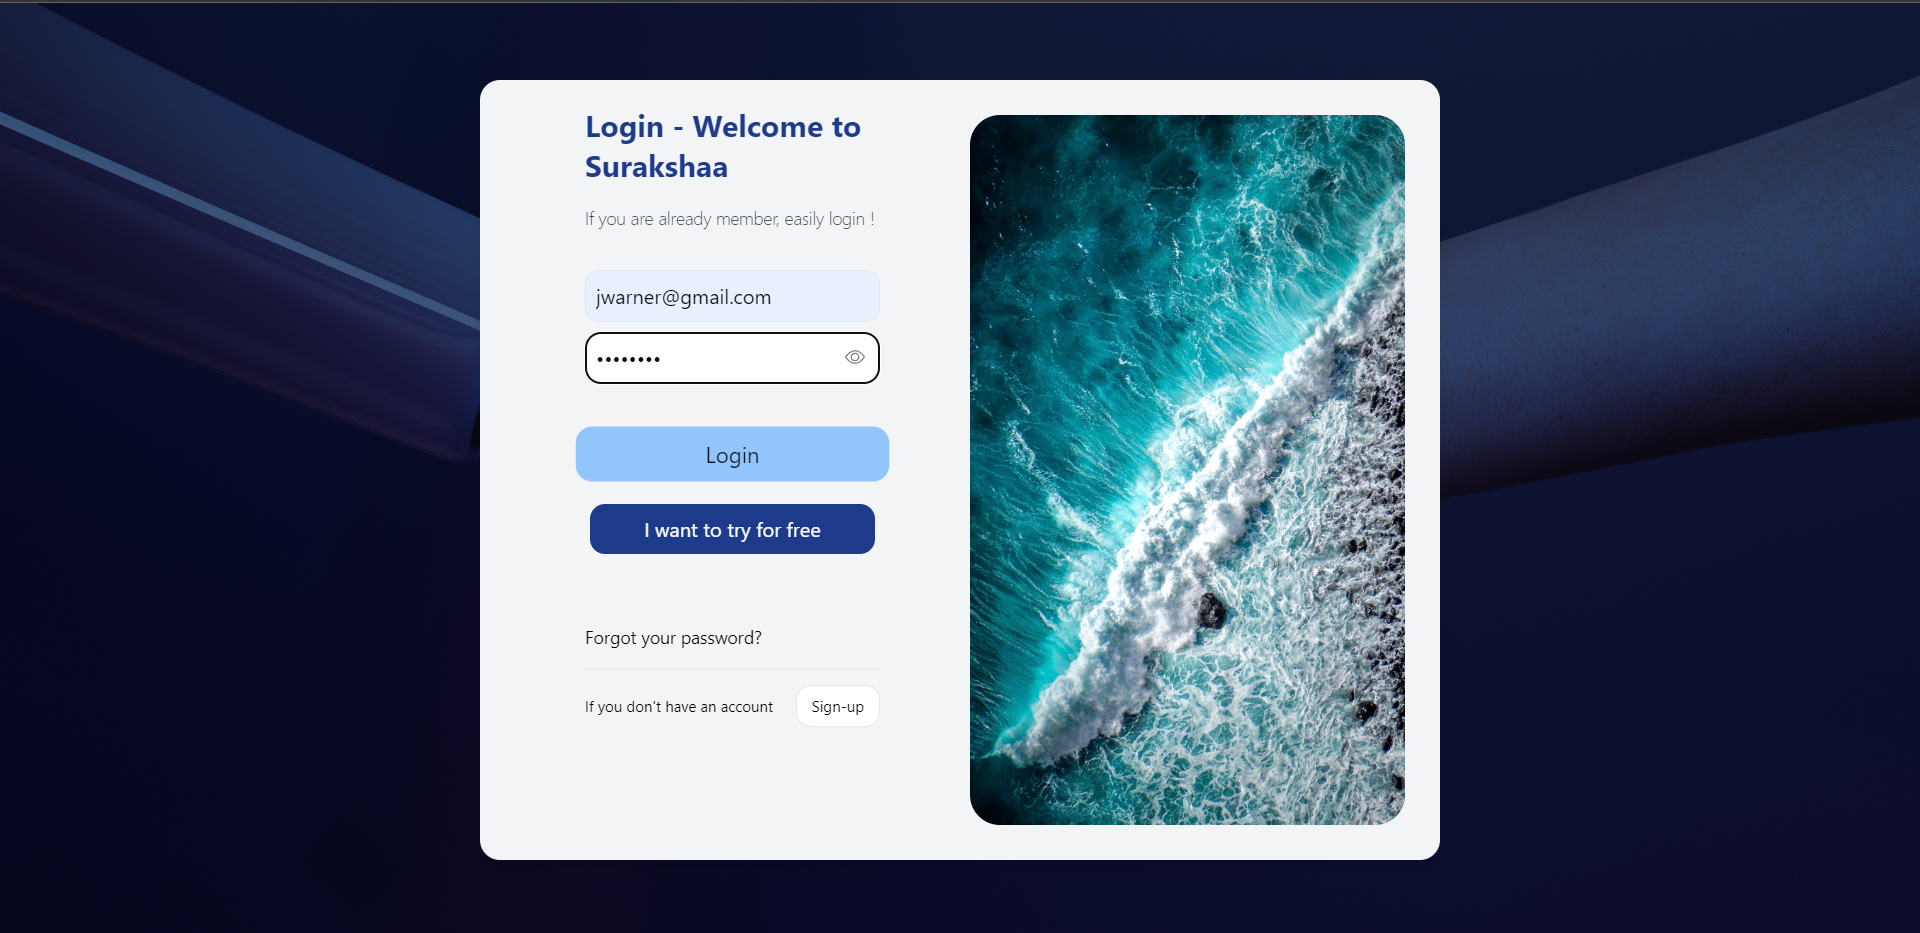 Login - Welcome to
Surakshaa
If you are already member, easily login !
jwarner@gmail.com
••••••••
Login
I want to try for free
Forgot your password?
If you don't have an account
Sign-up